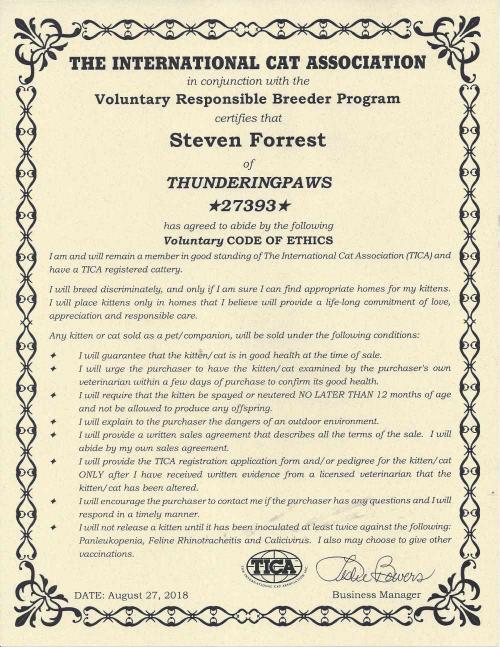 THE INTERNATIONAL CAT ASSOCIATION
in conjunction with the
Voluntary Responsible Breeder Program
certifies that
Steven Forrest
of
THUNDERINGPAWS
★27393★
has agreed to abide by the following
Voluntary CODE OF ETHICS
I am and will remain a member in good standing of The International Cat Association (TICA) and
have a TICA registered cattery.
I will breed discriminately, and only if I am sure I can find appropriate homes for my kittens.
I will place kittens only in homes that I believe will provide a life-long commitment of love,
appreciation and responsible care.
Any kitten or cat sold as a pet/companion, will be sold under the following conditions:
✦ I will guarantee that the kitten/cat is in good health at the time of sale.
✦ I will urge the purchaser to have the kitten/cat examined by the purchaser's own
veterinarian within a few days of purchase to confirm its good health.
✦ I will require that the kitten be spayed or neutered NO LATER THAN 12 months of age
and not be allowed to produce any offspring.
✦ I will explain to the purchaser the dangers of an outdoor environment.
✦ I will provide a written sales agreement that describes all the terms of the sale. I will
abide by my own sales agreement.
✦ I will provide the TICA registration application form and/or pedigree for the kitten/cat
ONLY after I have received written evidence from a licensed veterinarian that the
kitten/cat has been altered.
✦ I will encourage the purchaser to contact me if the purchaser has any questions and I will
respond in a timely manner.
✦ I will not release a kitten until it has been inoculated at least twice against the following:
Panleukopenia, Feline Rhinotracheitis and Calicivirus. I also may choose to give other
vaccinations.
TICA
THE INTERNATIONAL CAT ASSOCIATION, INC.
Leslie Bowers
DATE: August 27, 2018
Business Manager